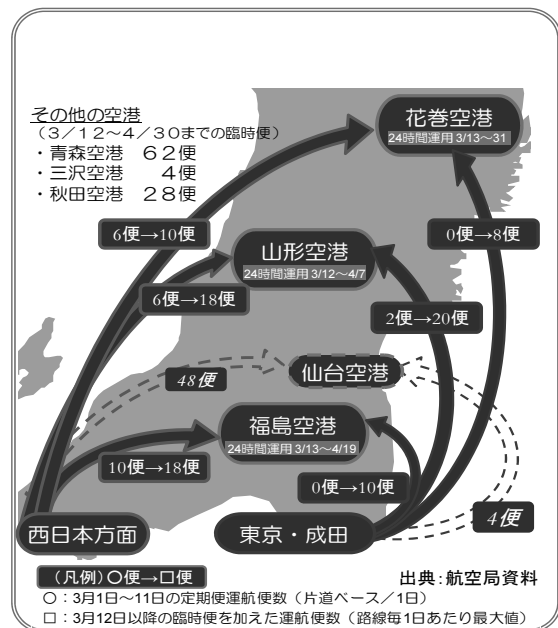 その他の空港
（３／１２～４／３０までの臨時便）
・青森空港　６２便
・三沢空港　　４便
・秋田空港　２８便
花巻空港
24時間運用 3/13～31
6便→10便
0便→8便
山形空港
24時間運用 3/12～4/7
6便→18便
2便→20便
48便
仙台空港
福島空港
24時間運用 3/13～4/19
10便→18便
0便→10便
4便
西日本方面
東京・成田
（凡例）○便→□便
出典：航空局資料
○：3月1日～11日の定期便運航便数（片道ベース／1日）
□：3月12日以降の臨時便を加えた運航便数（路線毎1日あたり最大値）